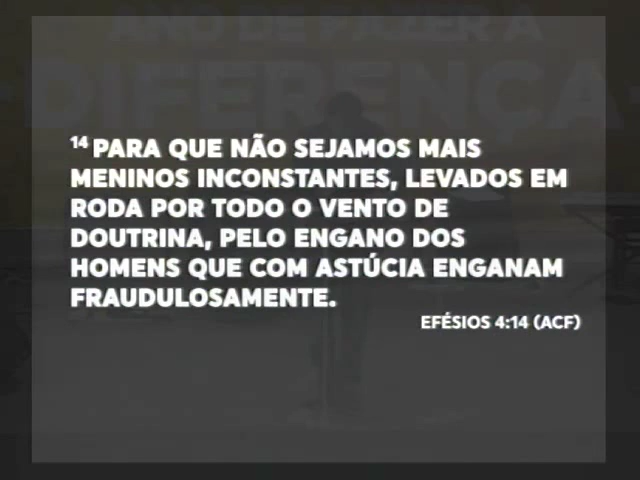 ANO DE FAZER A
DIFERENÇA
14 PARA QUE NÃO SEJAMOS MAIS
MENINOS INCONSTANTES, LEVADOS EM
RODA POR TODO O VENTO DE
DOUTRINA, PELO ENGANO DOS
HOMENS QUE COM ASTÚCIA ENGANAM
FRAUDULOSAMENTE.
EFÉSIOS 4:14 (ACF)